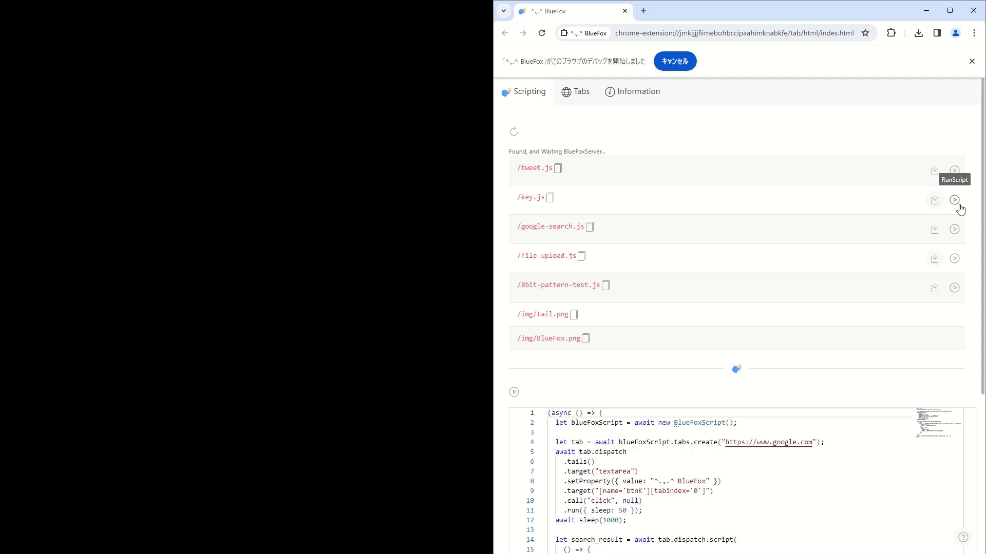 ^.,.^ BlueFox
^.,.^ BlueFox chrome-extension://jmkijjjfiimebohbccipaahimknabkfe/tab/html/index.html
「^.,.^ BlueFox」がこのブラウザのデバッグを開始しました キャンセル
Scripting Tabs Information
Found, and Waiting BlueFoxServer...
/tweet.js
RunScript
/key.js
/google-search.js
/file-upload.js
/8bit-pattern-test.js
/img/tail.png
/img/BlueFox.png
1 (async () => {
2 let blueFoxScript = await new BlueFoxScript();
3
4 let tab = await blueFoxScript.tabs.create("https://www.google.com");
5 await tab.dispatch
6 .tails()
7 .target("textarea")
8 .setProperty({ value: "^.,.^ BlueFox" })
9 .target("[name='btnK'][tabindex='0']")
10 .call("click", null)
11 .run({ sleep: 50 });
12 await sleep(1000);
13
14 let search_result = await tab.dispatch.script(
15 () => {